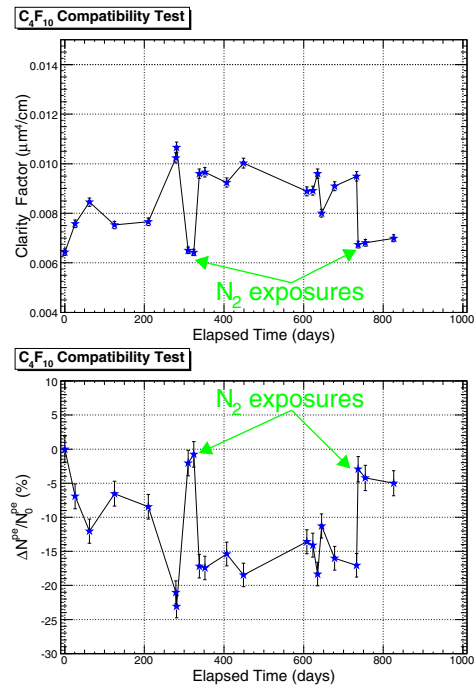 C₄F₁₀ Compatibility Test
Clarity Factor (μm⁴/cm)
0.014
0.012
0.010
0.008
0.006
0.004
N₂ exposures
0 200 400 600 800 1000
Elapsed Time (days)
C₄F₁₀ Compatibility Test
ΔNᵖᵉ/N₀ᵖᵉ (%)
10
5
0
-5
-10
-15
-20
-25
-30
N₂ exposures
0 200 400 600 800 1000
Elapsed Time (days)